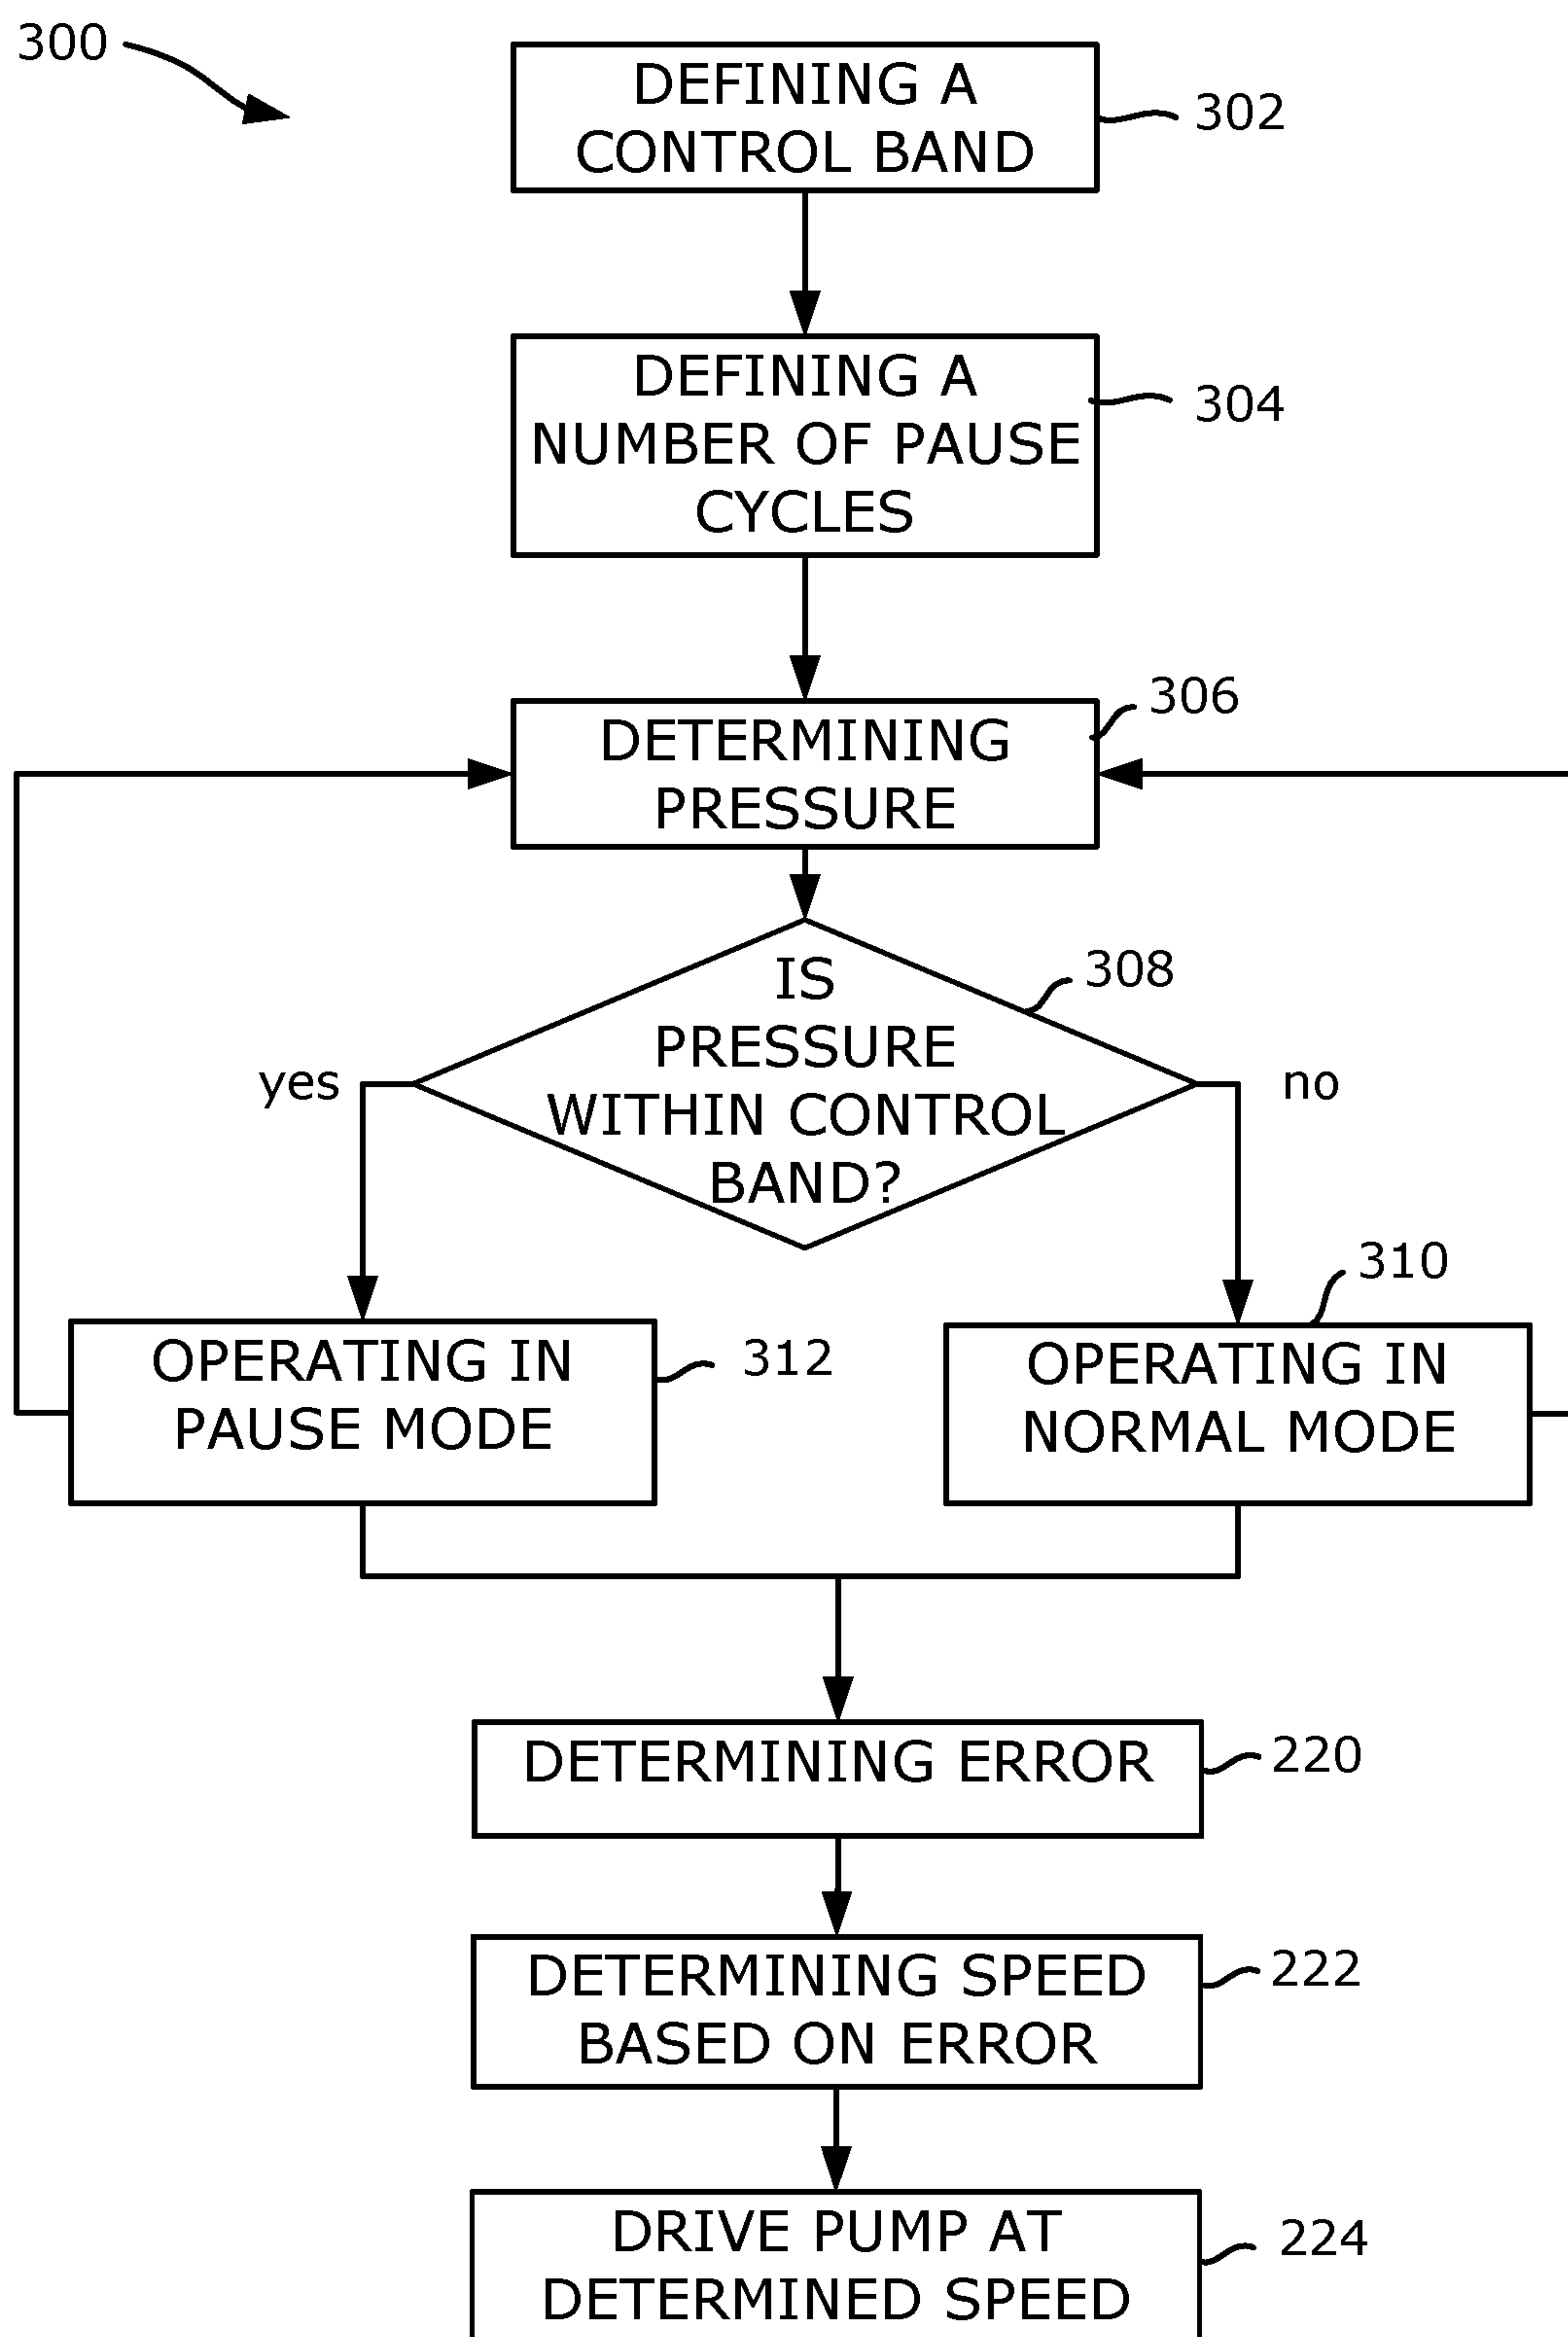 300
DEFINING A
CONTROL BAND
302
DEFINING A
NUMBER OF PAUSE
CYCLES
304
306
DETERMINING
PRESSURE
308
IS
PRESSURE
WITHIN CONTROL
BAND?
yes
no
310
OPERATING IN
PAUSE MODE
312
OPERATING IN
NORMAL MODE
DETERMINING ERROR
220
DETERMINING SPEED
BASED ON ERROR
222
DRIVE PUMP AT
DETERMINED SPEED
224